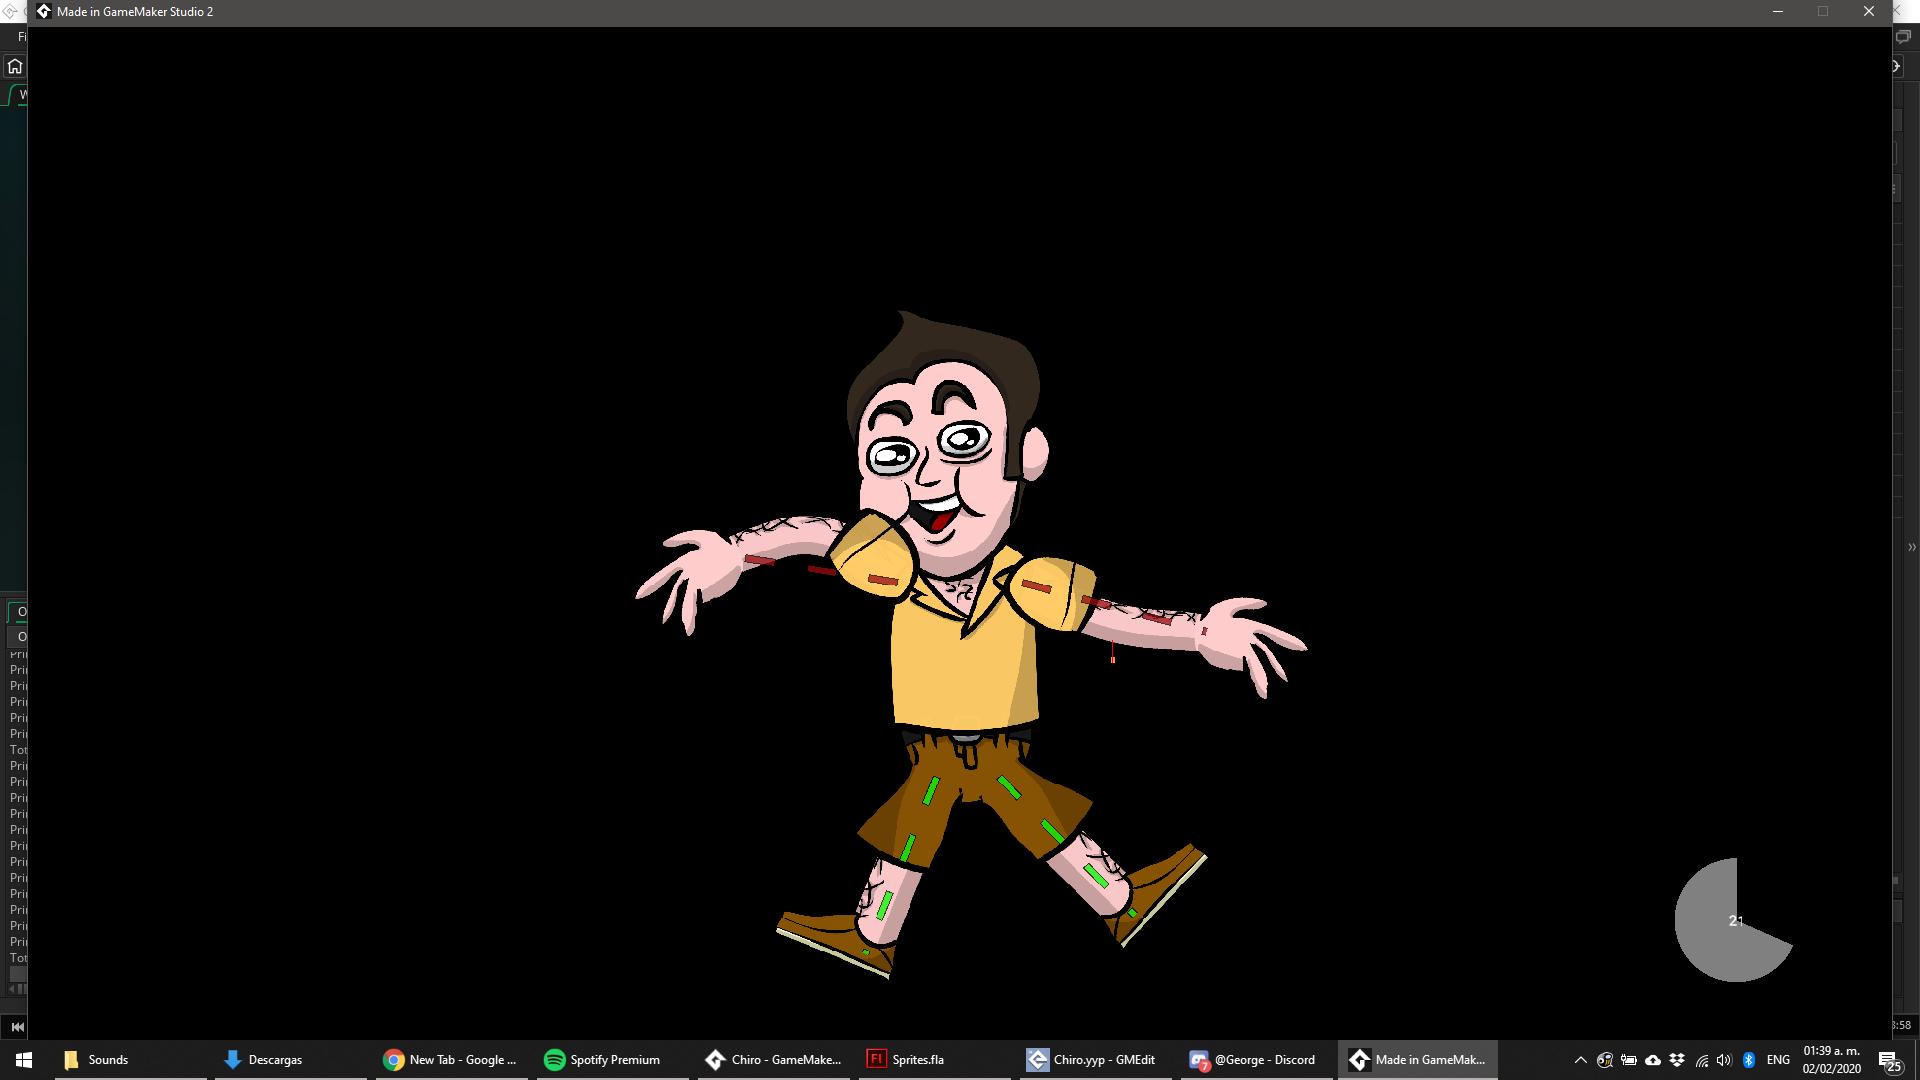 Made in GameMaker Studio 2
Fi
W
O
O
Pri
Pri
Pri
Pri
Pri
Pri
Tot
Pri
Pri
Pri
Pri
Pri
Pri
Pri
Pri
Pri
Pri
Pri
Pri
Tot
21
3:58
Sounds
Descargas
New Tab - Google ...
Spotify Premium
Chiro - GameMake...
Fl
Sprites.fla
Chiro.yyp - GMEdit
7
@George - Discord
Made in GameMak...
ENG
01:39 a. m.
02/02/2020
25